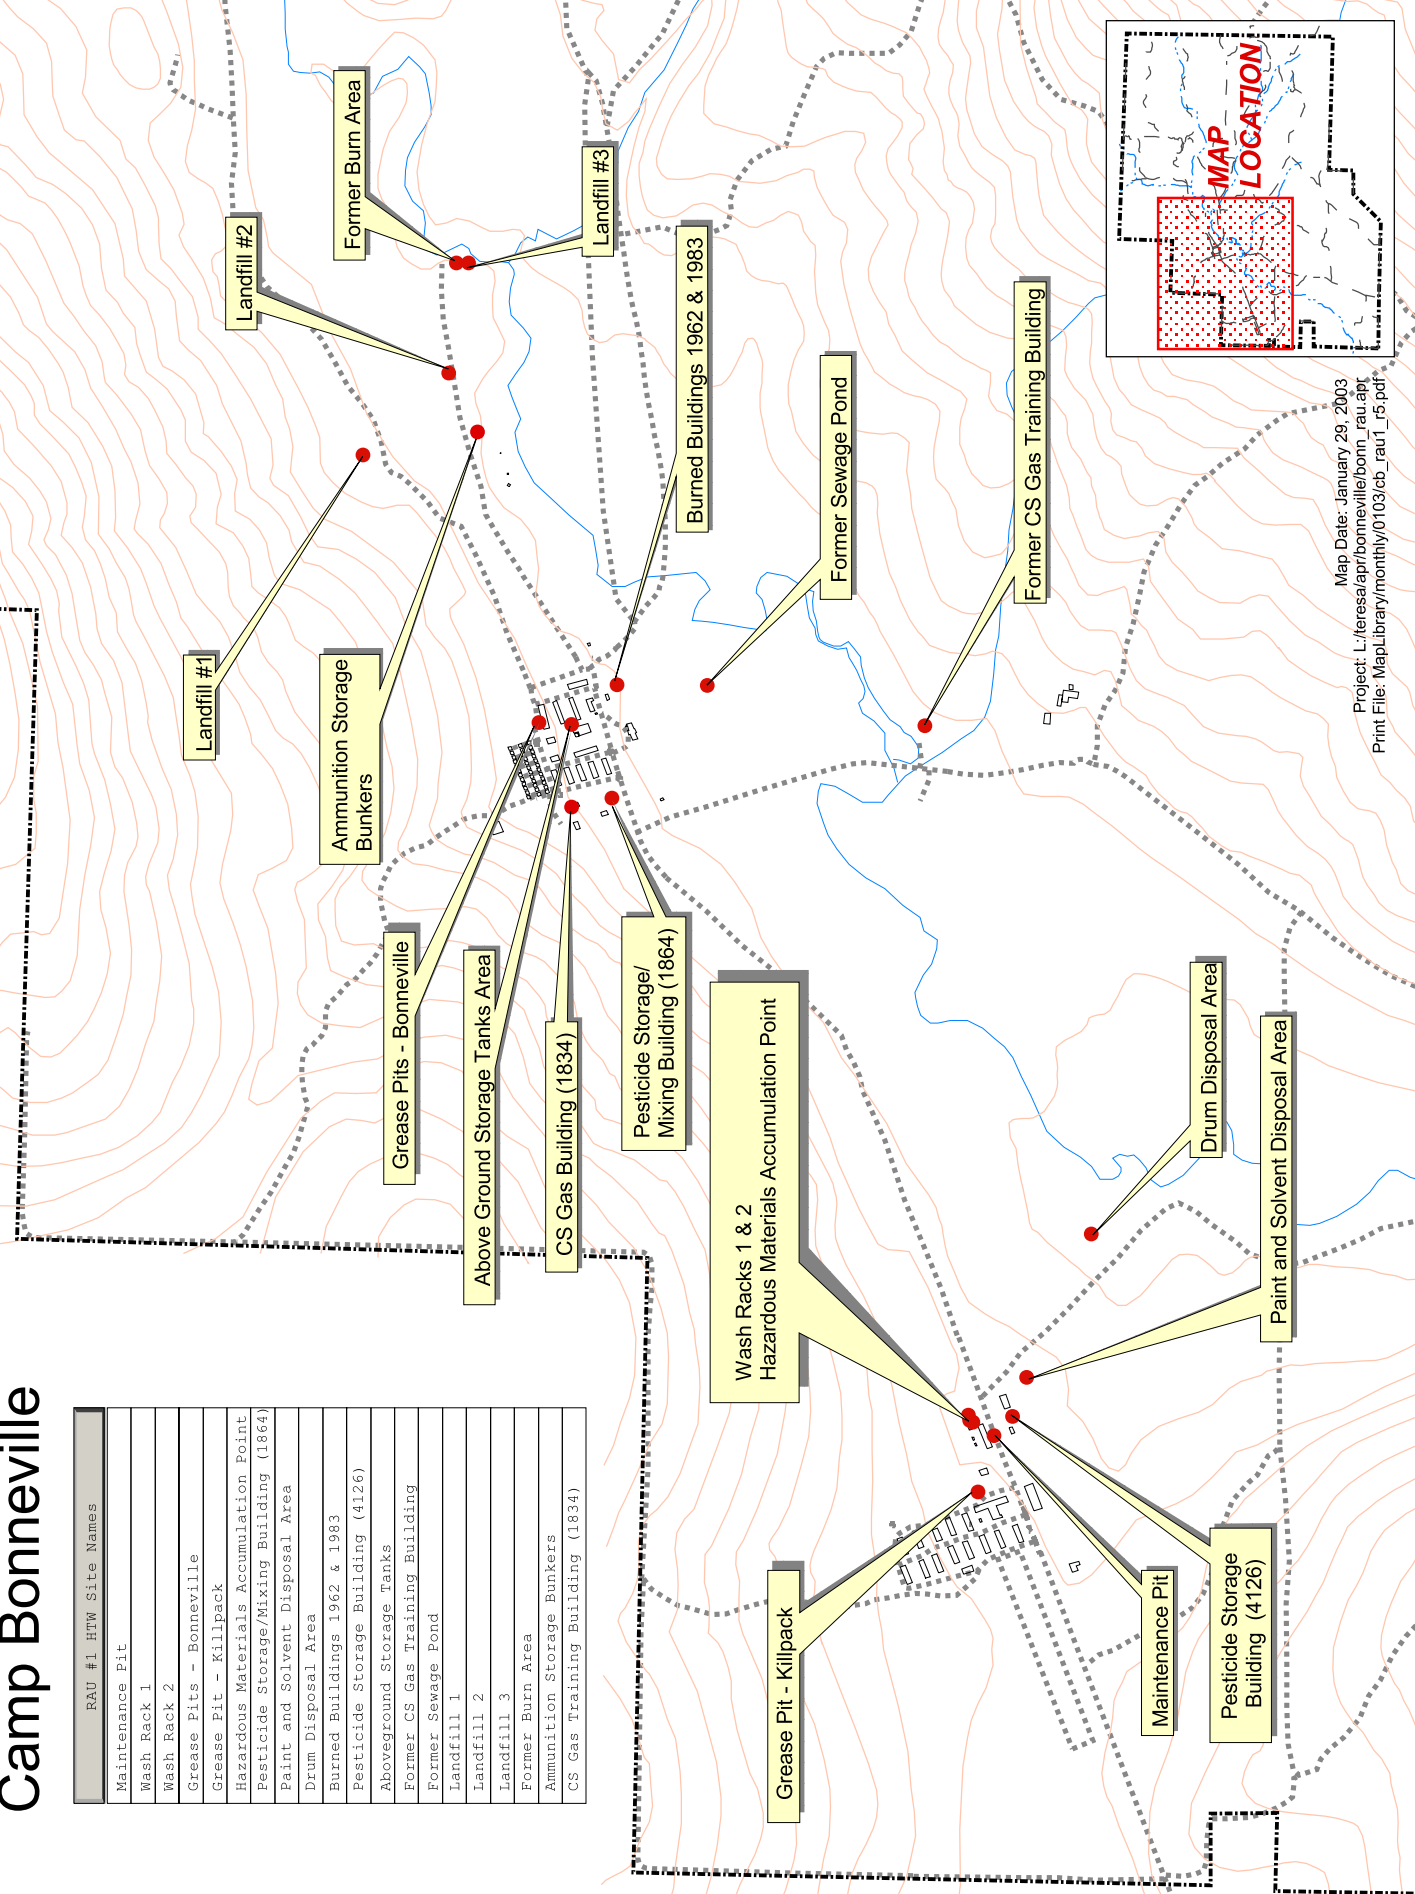 Camp Bonneville
RAU #1 HTW Site Names
Maintenance Pit
Wash Rack 1
Wash Rack 2
Grease Pits - Bonneville
Grease Pit - Killpack
Hazardous Materials Accumulation Point
Pesticide Storage/Mixing Building (1864)
Paint and Solvent Disposal Area
Drum Disposal Area
Burned Buildings 1962 & 1983
Pesticide Storage Building (4126)
Aboveground Storage Tanks
Former CS Gas Training Building
Former Sewage Pond
Landfill 1
Landfill 2
Landfill 3
Former Burn Area
Ammunition Storage Bunkers
CS Gas Training Building (1834)
Landfill #1
Landfill #2
Former Burn Area
Landfill #3
Ammunition Storage
Bunkers
Grease Pits - Bonneville
Above Ground Storage Tanks Area
CS Gas Building (1834)
Pesticide Storage/
Mixing Building (1864)
Burned Buildings 1962 & 1983
Former Sewage Pond
Former CS Gas Training Building
Wash Racks 1 & 2
Hazardous Materials Accumulation Point
Drum Disposal Area
Paint and Solvent Disposal Area
Grease Pit - Killpack
Maintenance Pit
Pesticide Storage
Building (4126)
MAP
LOCATION
Map Date: January 29, 2003
Project: L:/teresa/apr/bonneville/bonn_rau.apr
Print File: MapLibrary/monthly/0103/cb_rau1_r5.pdf